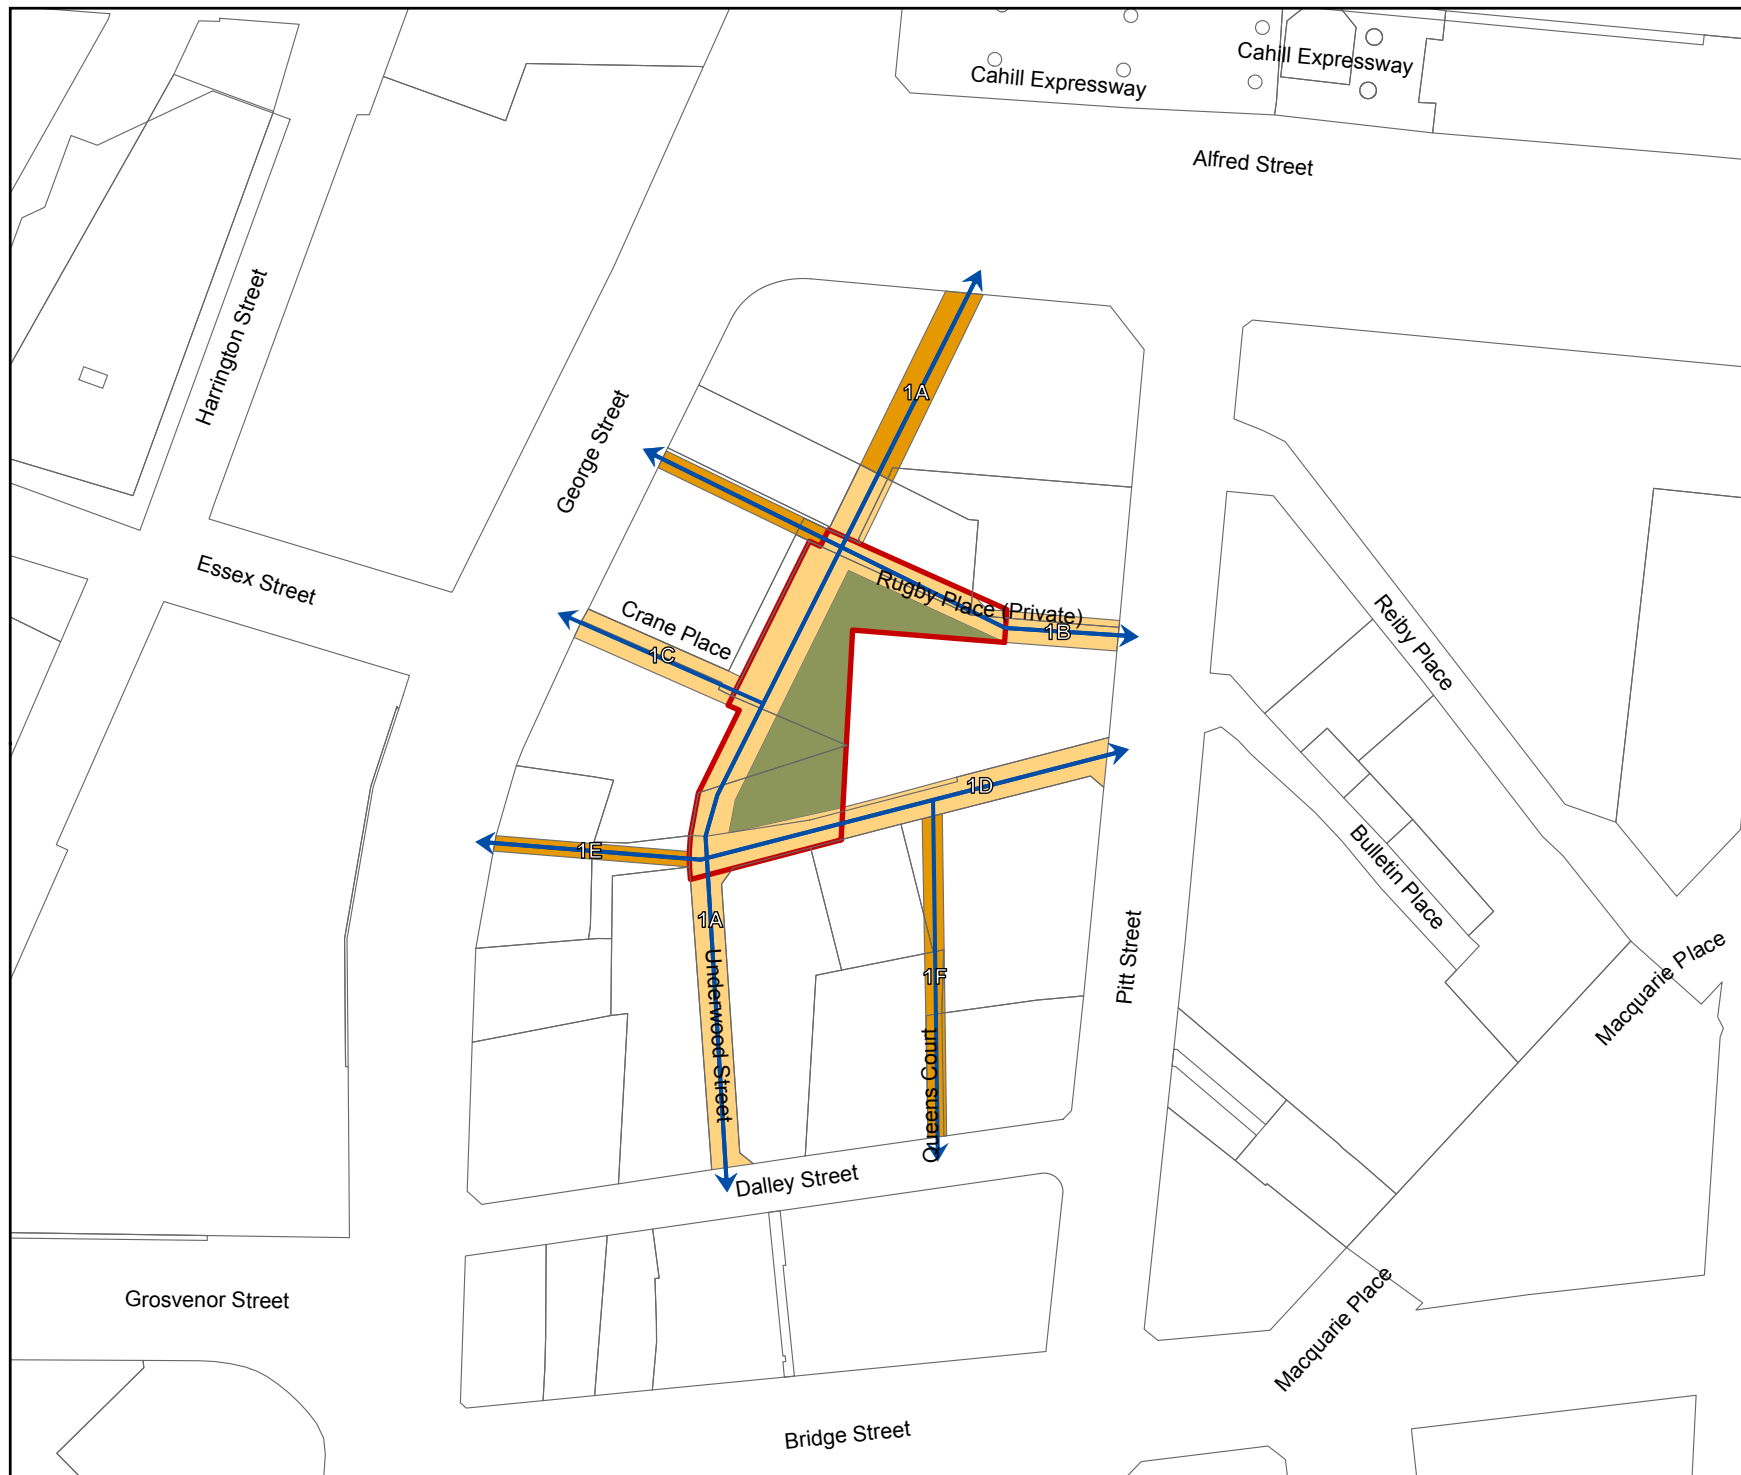 Cahill Expressway
Cahill Expressway
Alfred Street
Harrington Street
George Street
1A
Essex Street
Rugby Place (Private)
1B
Crane Place
1C
Reiby Place
1D
1E
Bulletin Place
1A
Underwood Street
1F
Queens Court
Pitt Street
Macquarie Place
Dalley Street
Grosvenor Street
Macquarie Place
Bridge Street